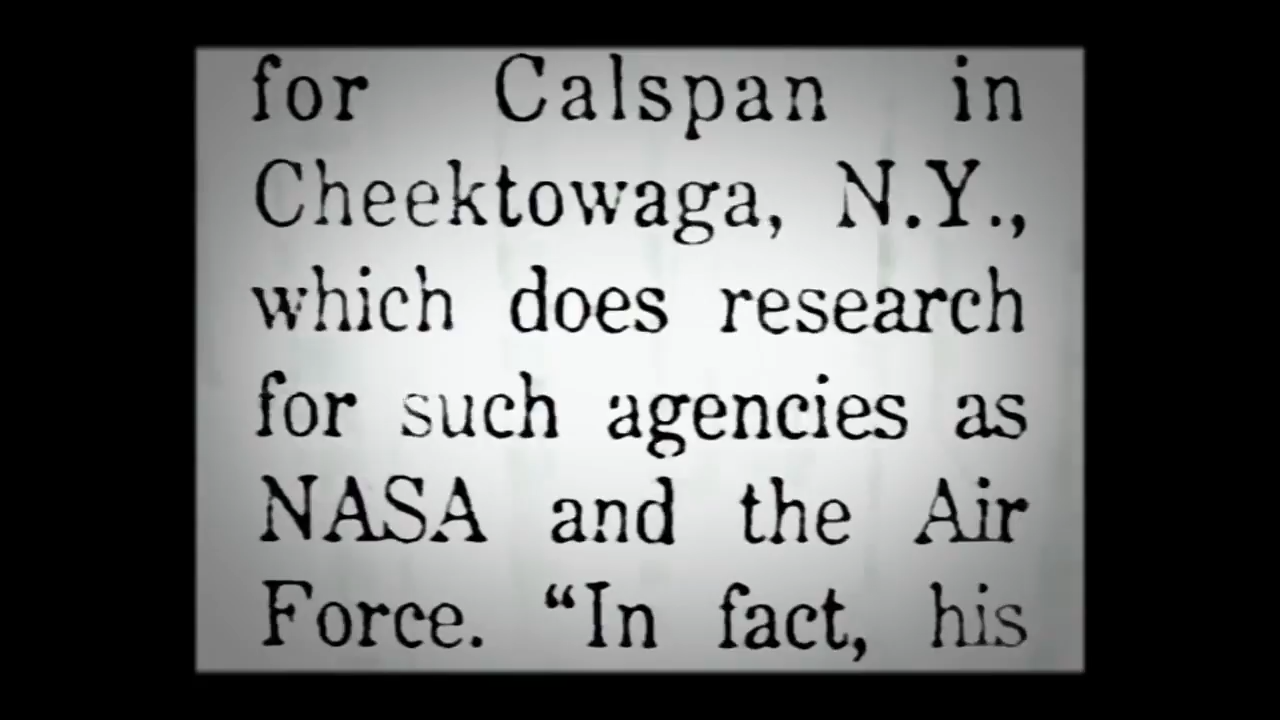 for Calspan in
Cheektowaga, N.Y.,
which does research
for such agencies as
NASA and the Air
Force. “In fact, his